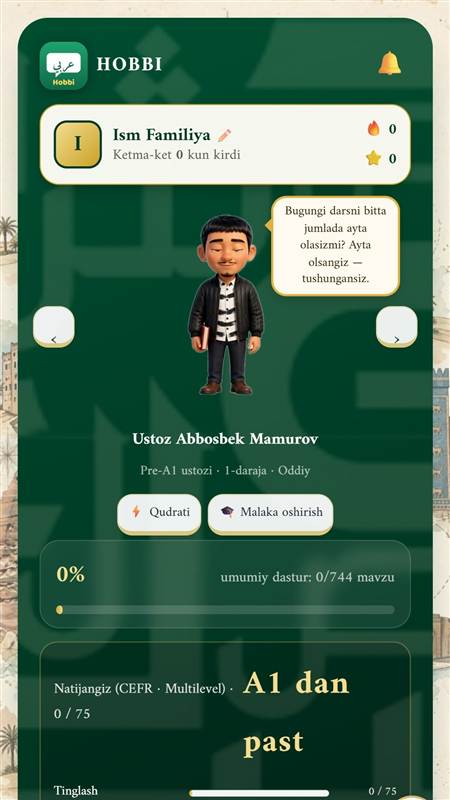 عربي
Hobbi
HOBBI
I
Ism Familiya
Ketma-ket 0 kun kirdi
0
0
Bugungi darsni bitta
jumlada ayta
olasizmi? Ayta
olsangiz —
tushungansiz.
‹
›
Ustoz Abbosbek Mamurov
Pre-A1 ustozi · 1-daraja · Oddiy
Qudrati
Malaka oshirish
0%
umumiy dastur: 0/744 mavzu
Natijangiz (CEFR · Multilevel) · A1 dan
0 / 75
past
Tinglash
0 / 75